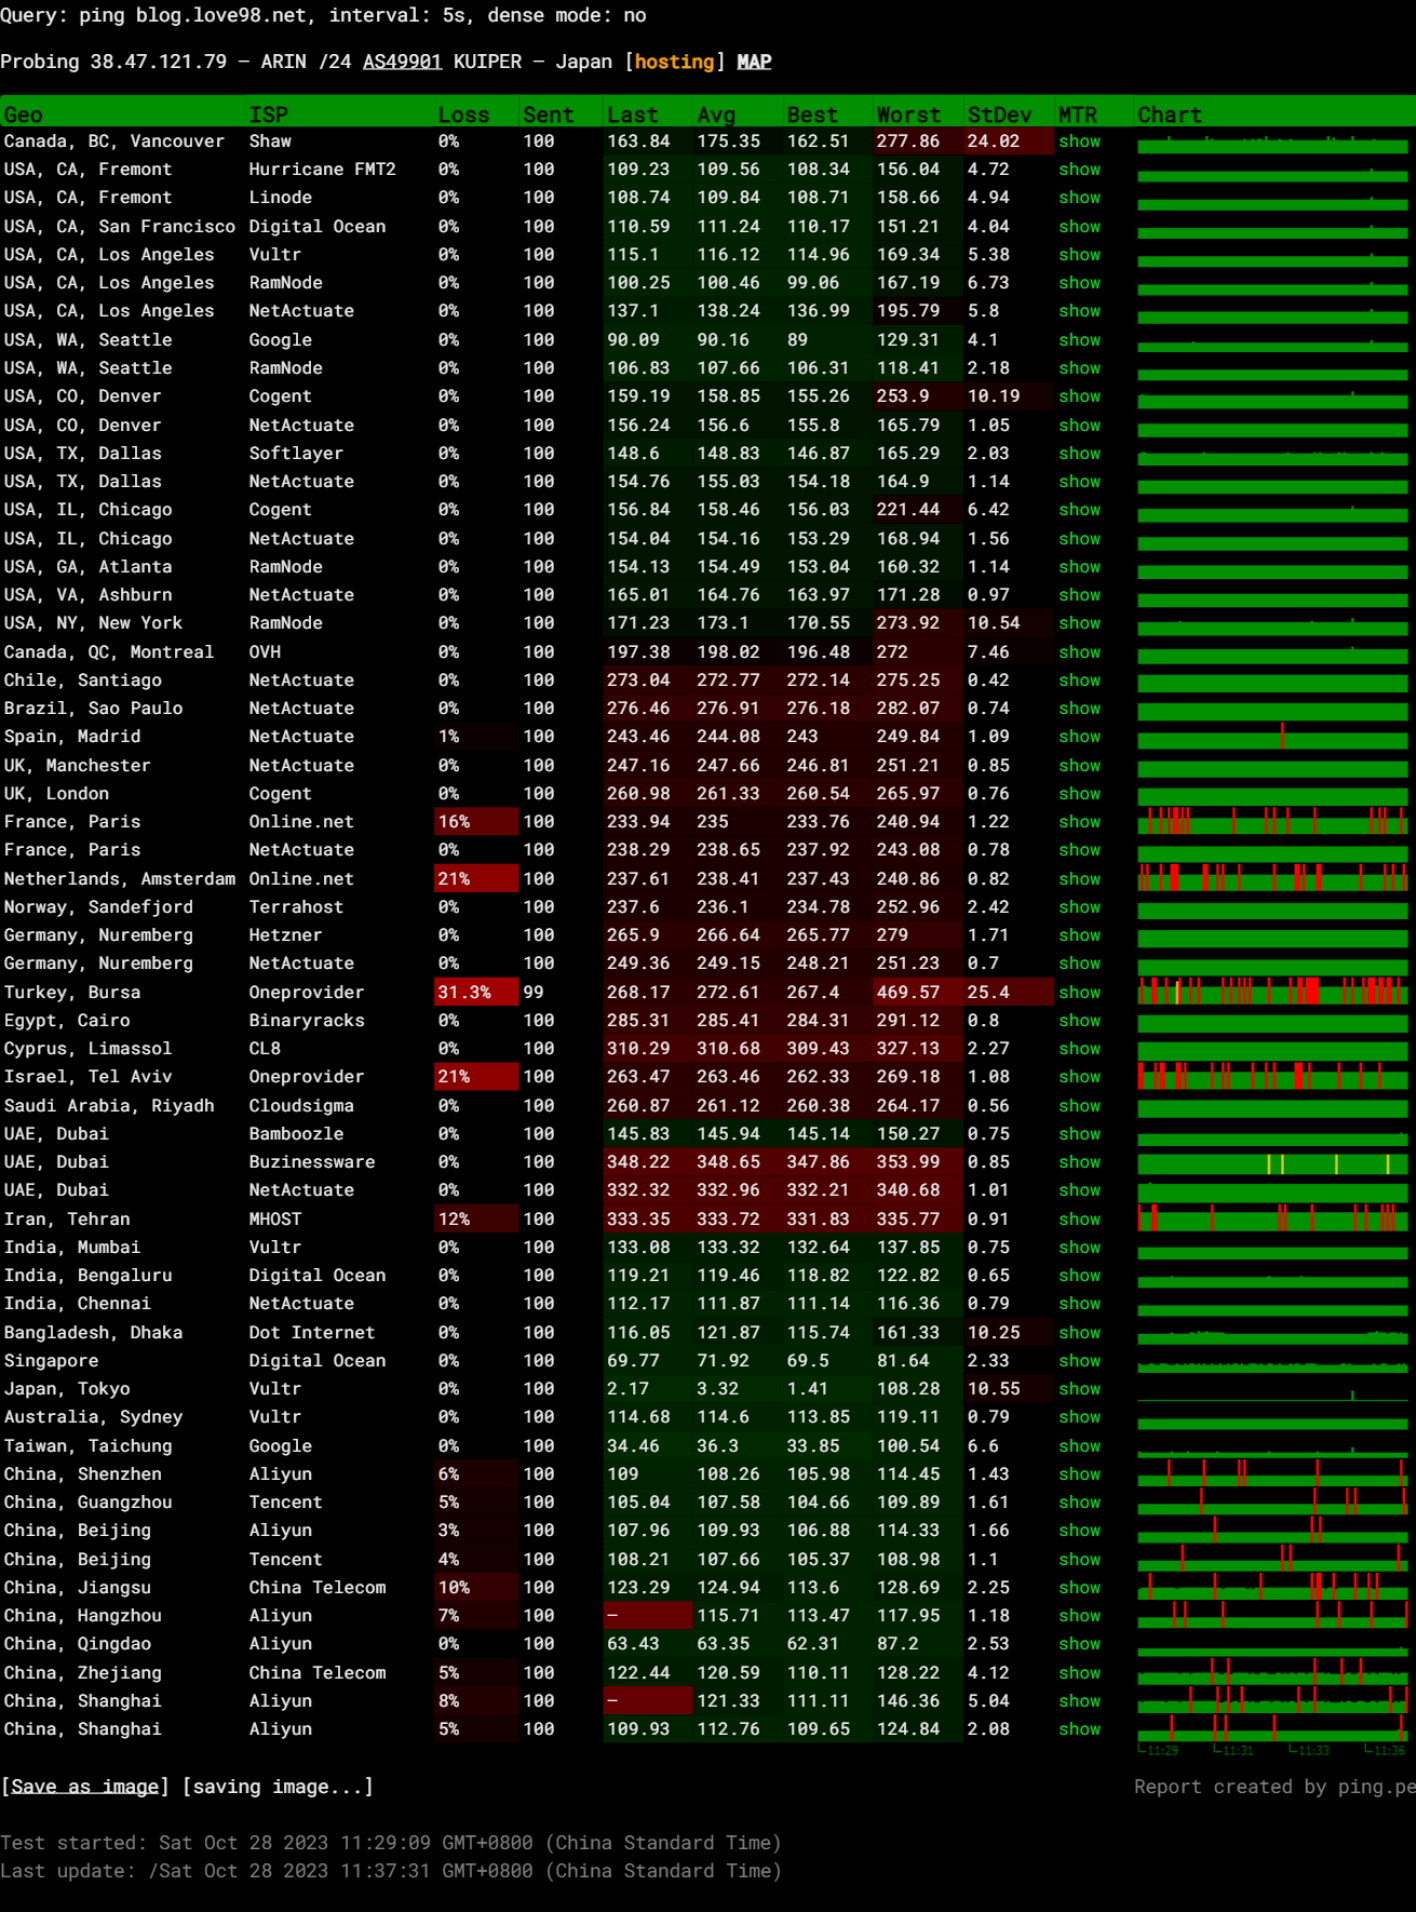 Query: ping blog.love98.net, interval: 5s, dense mode: no
Probing 38.47.121.79 — ARIN /24 AS49901 KUIPER — Japan [hosting] MAP
Geo ISP Loss Sent Last Avg Best Worst StDev MTR Chart
Canada, BC, Vancouver Shaw 0% 100 163.84 175.35 162.51 277.86 24.02 show
USA, CA, Fremont Hurricane FMT2 0% 100 109.23 109.56 108.34 156.04 4.72 show
USA, CA, Fremont Linode 0% 100 108.74 109.84 108.71 158.66 4.94 show
USA, CA, San Francisco Digital Ocean 0% 100 110.59 111.24 110.17 151.21 4.04 show
USA, CA, Los Angeles Vultr 0% 100 115.1 116.12 114.96 169.34 5.38 show
USA, CA, Los Angeles RamNode 0% 100 100.25 100.46 99.06 167.19 6.73 show
USA, CA, Los Angeles NetActuate 0% 100 137.1 138.24 136.99 195.79 5.8 show
USA, WA, Seattle Google 0% 100 90.09 90.16 89 129.31 4.1 show
USA, WA, Seattle RamNode 0% 100 106.83 107.66 106.31 118.41 2.18 show
USA, CO, Denver Cogent 0% 100 159.19 158.85 155.26 253.9 10.19 show
USA, CO, Denver NetActuate 0% 100 156.24 156.6 155.8 165.79 1.05 show
USA, TX, Dallas Softlayer 0% 100 148.6 148.83 146.87 165.29 2.03 show
USA, TX, Dallas NetActuate 0% 100 154.76 155.03 154.18 164.9 1.14 show
USA, IL, Chicago Cogent 0% 100 156.84 158.46 156.03 221.44 6.42 show
USA, IL, Chicago NetActuate 0% 100 154.04 154.16 153.29 168.94 1.56 show
USA, GA, Atlanta RamNode 0% 100 154.13 154.49 153.04 160.32 1.14 show
USA, VA, Ashburn NetActuate 0% 100 165.01 164.76 163.97 171.28 0.97 show
USA, NY, New York RamNode 0% 100 171.23 173.1 170.55 273.92 10.54 show
Canada, QC, Montreal OVH 0% 100 197.38 198.02 196.48 272 7.46 show
Chile, Santiago NetActuate 0% 100 273.04 272.77 272.14 275.25 0.42 show
Brazil, Sao Paulo NetActuate 0% 100 276.46 276.91 276.18 282.07 0.74 show
Spain, Madrid NetActuate 1% 100 243.46 244.08 243 249.84 1.09 show
UK, Manchester NetActuate 0% 100 247.16 247.66 246.81 251.21 0.85 show
UK, London Cogent 0% 100 260.98 261.33 260.54 265.97 0.76 show
France, Paris Online.net 16% 100 233.94 235 233.76 240.94 1.22 show
France, Paris NetActuate 0% 100 238.29 238.65 237.92 243.08 0.78 show
Netherlands, Amsterdam Online.net 21% 100 237.61 238.41 237.43 240.86 0.82 show
Norway, Sandefjord Terrahost 0% 100 237.6 236.1 234.78 252.96 2.42 show
Germany, Nuremberg Hetzner 0% 100 265.9 266.64 265.77 279 1.71 show
Germany, Nuremberg NetActuate 0% 100 249.36 249.15 248.21 251.23 0.7 show
Turkey, Bursa Oneprovider 31.3% 99 268.17 272.61 267.4 469.57 25.4 show
Egypt, Cairo Binaryracks 0% 100 285.31 285.41 284.31 291.12 0.8 show
Cyprus, Limassol CL8 0% 100 310.29 310.68 309.43 327.13 2.27 show
Israel, Tel Aviv Oneprovider 21% 100 263.47 263.46 262.33 269.18 1.08 show
Saudi Arabia, Riyadh Cloudsigma 0% 100 260.87 261.12 260.38 264.17 0.56 show
UAE, Dubai Bamboozle 0% 100 145.83 145.94 145.14 150.27 0.75 show
UAE, Dubai Buzinessware 0% 100 348.22 348.65 347.86 353.99 0.85 show
UAE, Dubai NetActuate 0% 100 332.32 332.96 332.21 340.68 1.01 show
Iran, Tehran MHOST 12% 100 333.35 333.72 331.83 335.77 0.91 show
India, Mumbai Vultr 0% 100 133.08 133.32 132.64 137.85 0.75 show
India, Bengaluru Digital Ocean 0% 100 119.21 119.46 118.82 122.82 0.65 show
India, Chennai NetActuate 0% 100 112.17 111.87 111.14 116.36 0.79 show
Bangladesh, Dhaka Dot Internet 0% 100 116.05 121.87 115.74 161.33 10.25 show
Singapore Digital Ocean 0% 100 69.77 71.92 69.5 81.64 2.33 show
Japan, Tokyo Vultr 0% 100 2.17 3.32 1.41 108.28 10.55 show
Australia, Sydney Vultr 0% 100 114.68 114.6 113.85 119.11 0.79 show
Taiwan, Taichung Google 0% 100 34.46 36.3 33.85 100.54 6.6 show
China, Shenzhen Aliyun 6% 100 109 108.26 105.98 114.45 1.43 show
China, Guangzhou Tencent 5% 100 105.04 107.58 104.66 109.89 1.61 show
China, Beijing Aliyun 3% 100 107.96 109.93 106.88 114.33 1.66 show
China, Beijing Tencent 4% 100 108.21 107.66 105.37 108.98 1.1 show
China, Jiangsu China Telecom 10% 100 123.29 124.94 113.6 128.69 2.25 show
China, Hangzhou Aliyun 7% 100 — 115.71 113.47 117.95 1.18 show
China, Qingdao Aliyun 0% 100 63.43 63.35 62.31 87.2 2.53 show
China, Zhejiang China Telecom 5% 100 122.44 120.59 110.11 128.22 4.12 show
China, Shanghai Aliyun 8% 100 — 121.33 111.11 146.36 5.04 show
China, Shanghai Aliyun 5% 100 109.93 112.76 109.65 124.84 2.08 show
11:29 11:31 11:33 11:36
[Save as image] [saving image...] Report created by ping.pe
Test started: Sat Oct 28 2023 11:29:09 GMT+0800 (China Standard Time)
Last update: /Sat Oct 28 2023 11:37:31 GMT+0800 (China Standard Time)